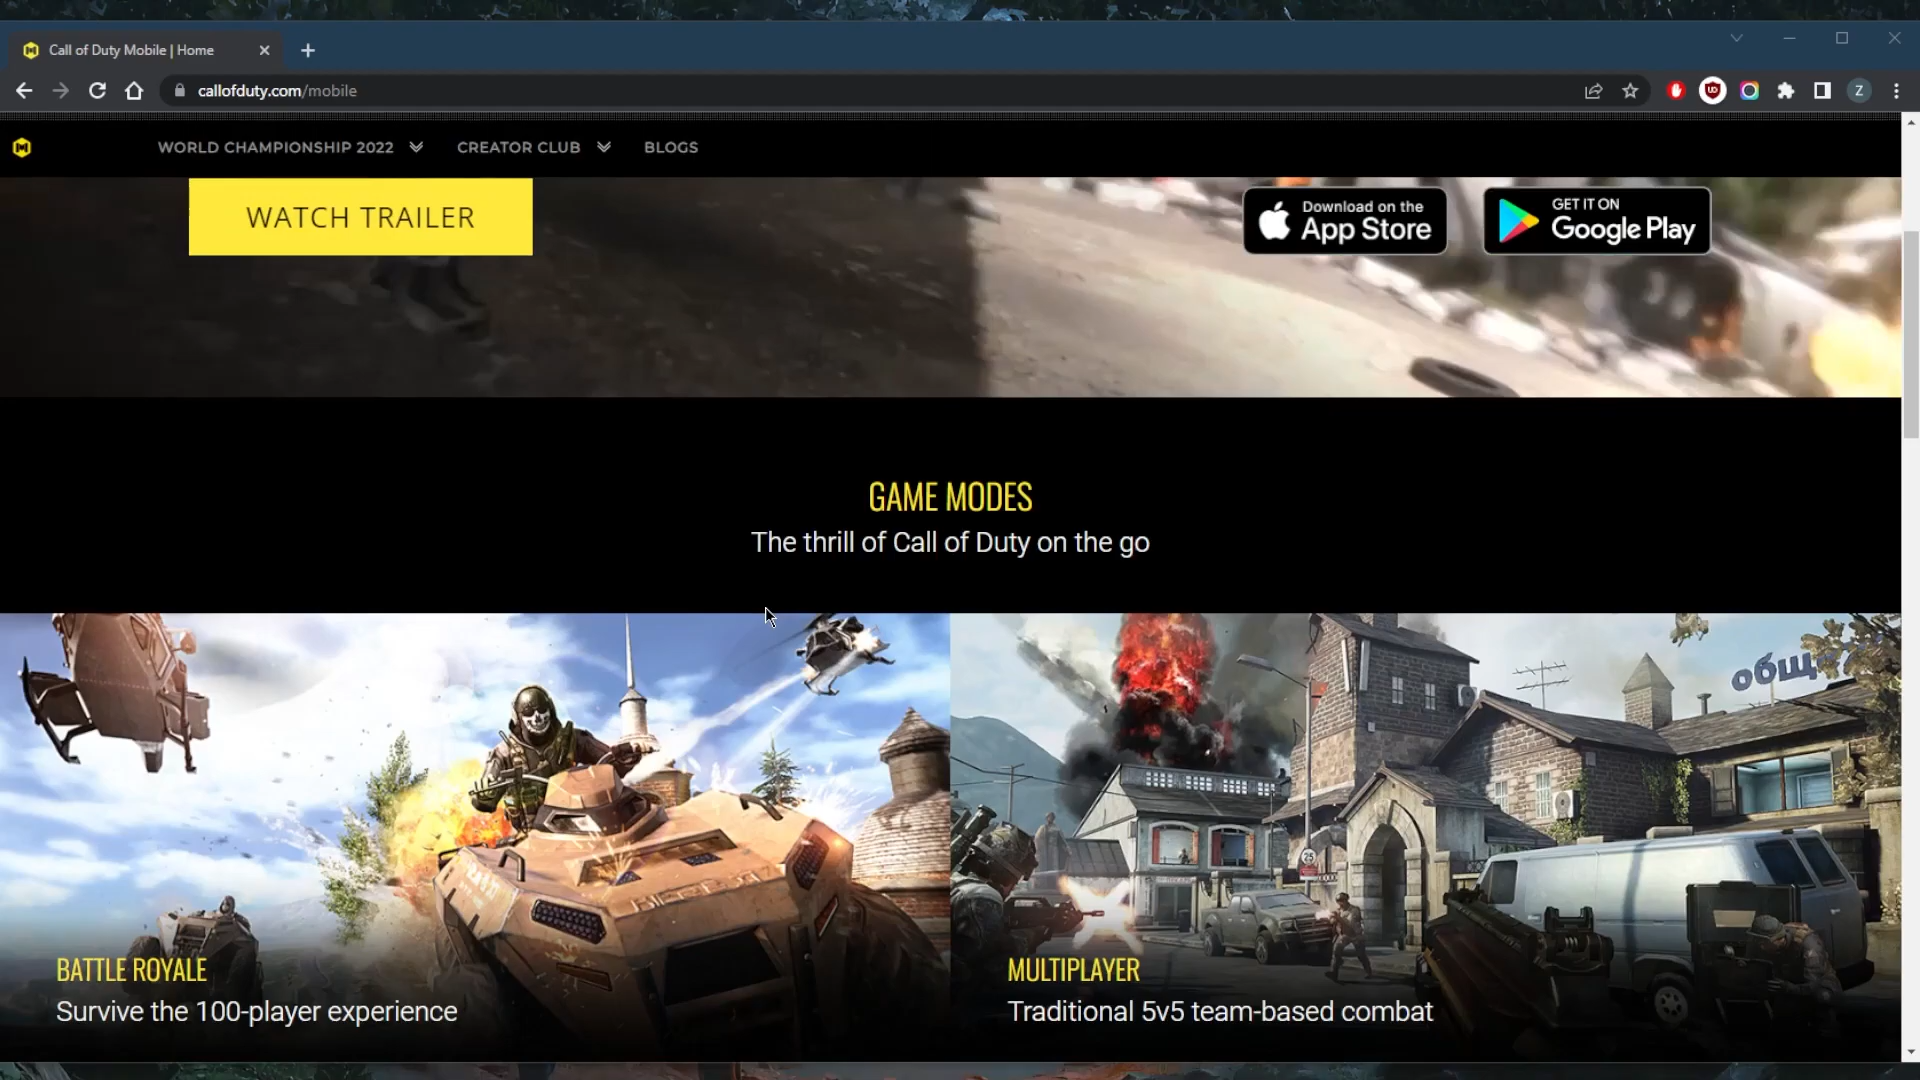 Call of Duty Mobile | Home
callofduty.com/mobile
Z
WORLD CHAMPIONSHIP 2022
CREATOR CLUB
BLOGS
WATCH TRAILER
Download on the
App Store
GET IT ON
Google Play
GAME MODES
The thrill of Call of Duty on the go
BATTLE ROYALE
Survive the 100-player experience
общ
25
MULTIPLAYER
Traditional 5v5 team-based combat